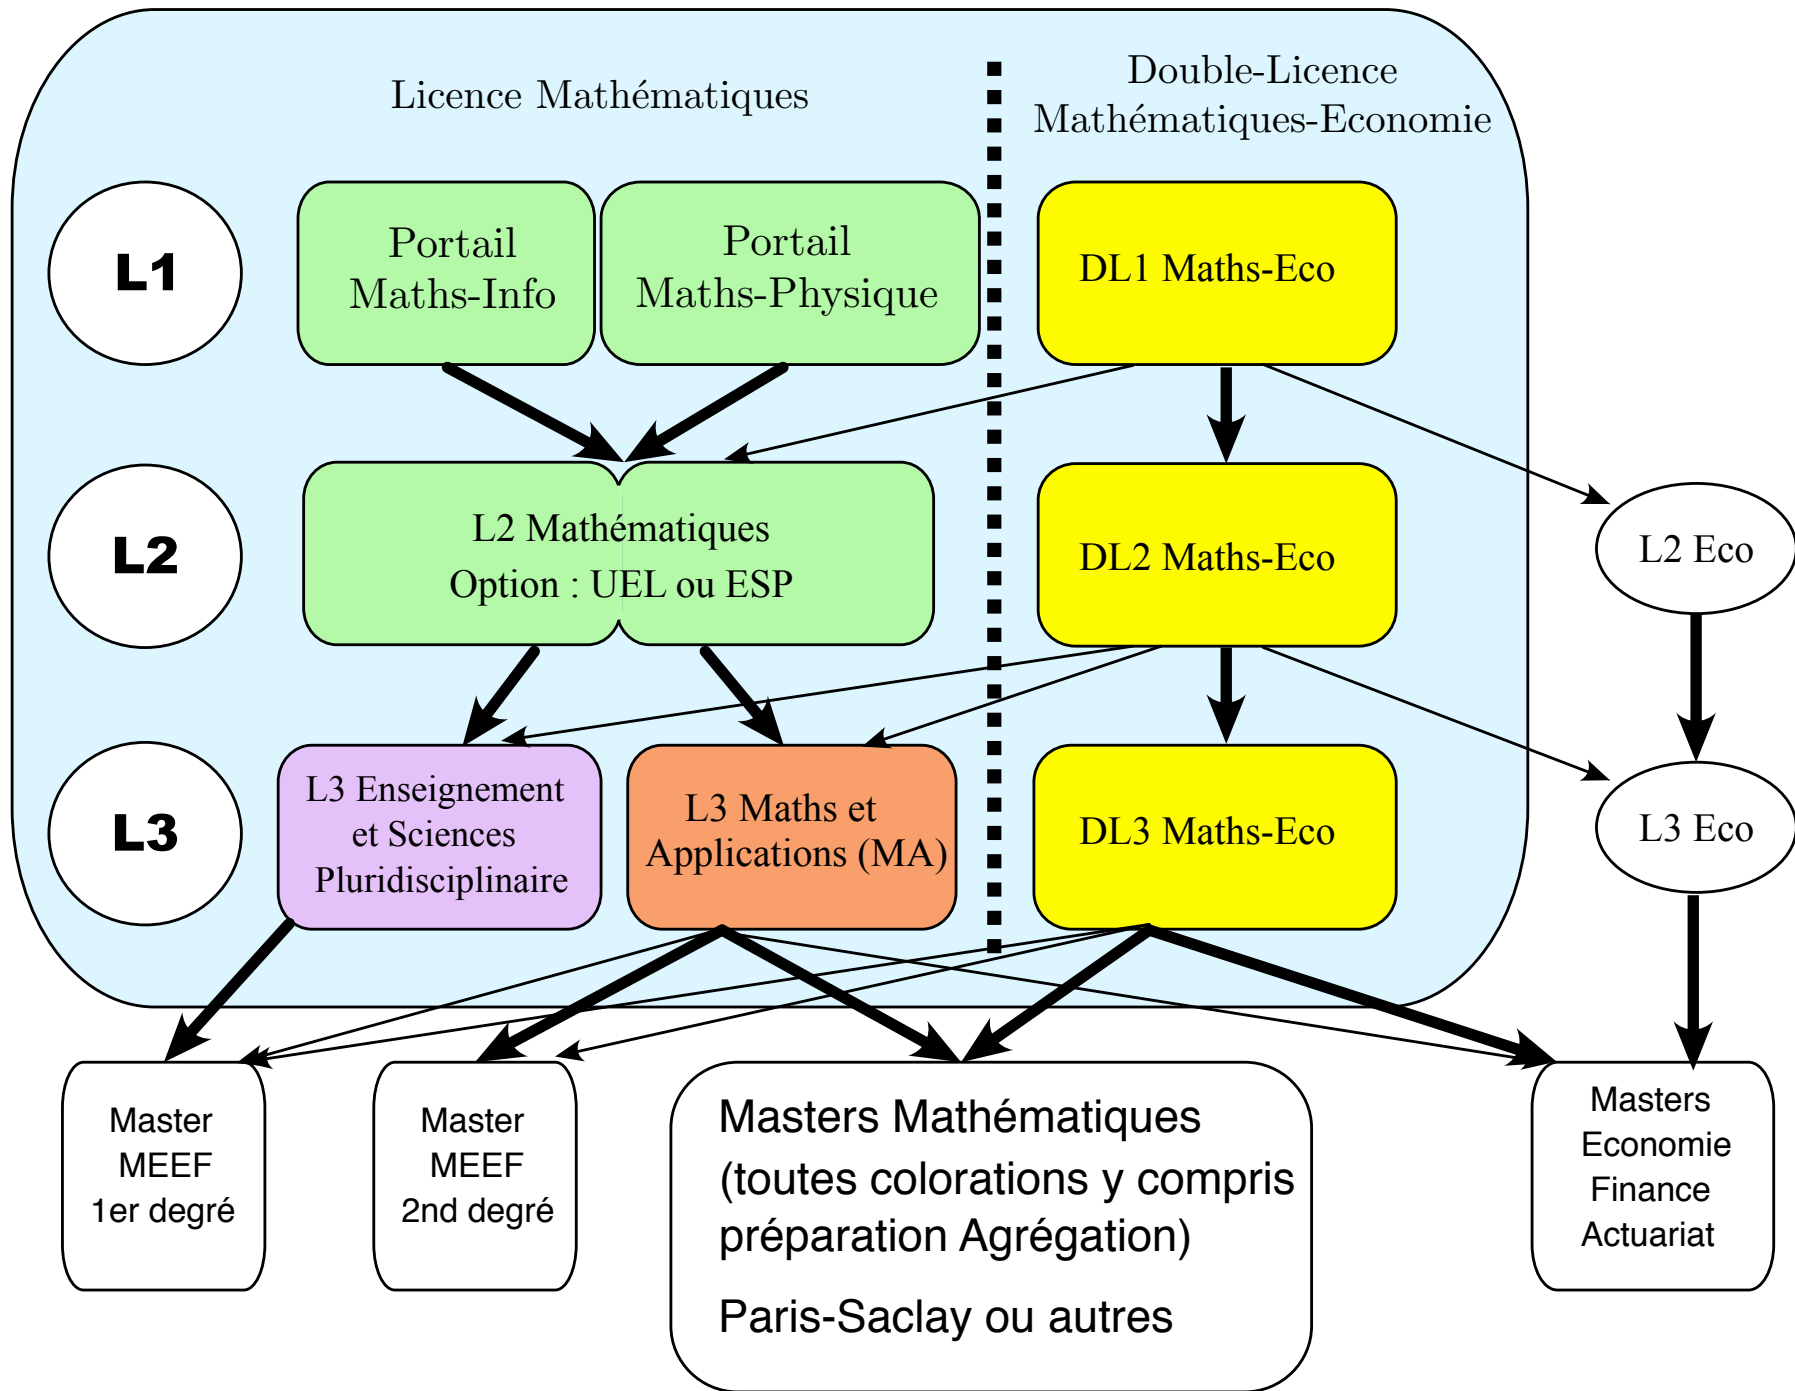 Licence Mathématiques
Double-Licence
Mathématiques-Economie
L1
Portail
Maths-Info
Portail
Maths-Physique
DL1 Maths-Eco
L2
L2 Mathématiques
Option : UEL ou ESP
DL2 Maths-Eco
L2 Eco
L3
L3 Enseignement
et Sciences
Pluridisciplinaire
L3 Maths et
Applications (MA)
DL3 Maths-Eco
L3 Eco
Master
MEEF
1er degré
Master
MEEF
2nd degré
Masters Mathématiques
(toutes colorations y compris
préparation Agrégation)
Paris-Saclay ou autres
Masters
Economie
Finance
Actuariat